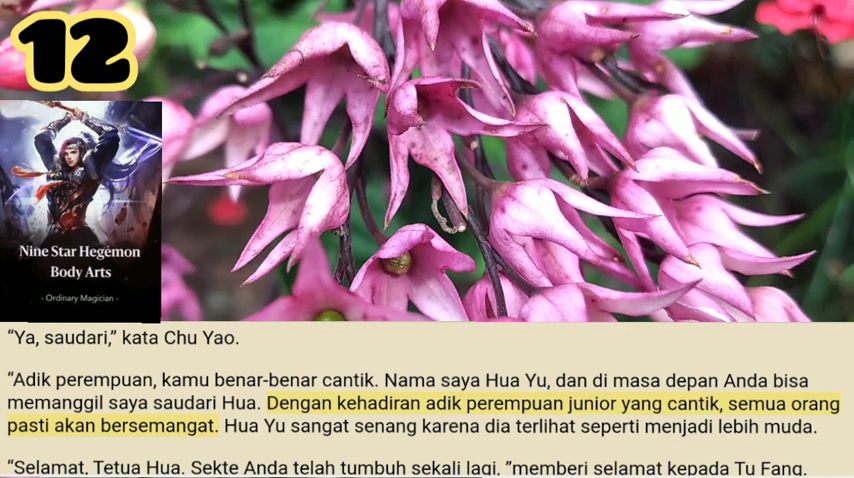 12
Nine Star Hegemon
Body Arts
- Ordinary Magician -
“Ya, saudari,” kata Chu Yao.
“Adik perempuan, kamu benar-benar cantik. Nama saya Hua Yu, dan di masa depan Anda bisa
memanggil saya saudari Hua. Dengan kehadiran adik perempuan junior yang cantik, semua orang
pasti akan bersemangat. Hua Yu sangat senang karena dia terlihat seperti menjadi lebih muda.
“Selamat, Tetua Hua. Sekte Anda telah tumbuh sekali lagi, ”memberi selamat kepada Tu Fang.